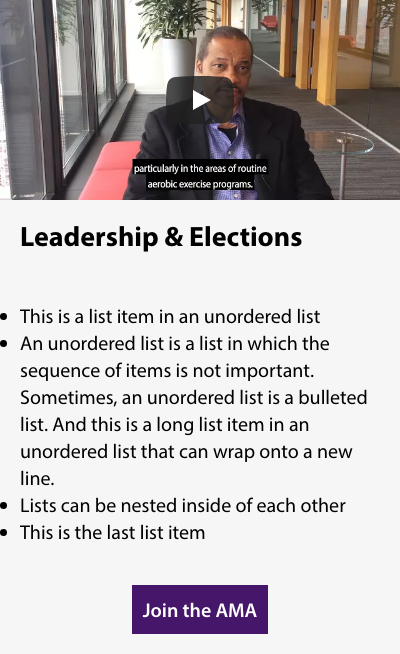 particularly in the areas of routine
aerobic exercise programs.
Leadership & Elections
This is a list item in an unordered list
An unordered list is a list in which the
sequence of items is not important.
Sometimes, an unordered list is a bulleted
list. And this is a long list item in an
unordered list that can wrap onto a new
line.
Lists can be nested inside of each other
This is the last list item
Join the AMA